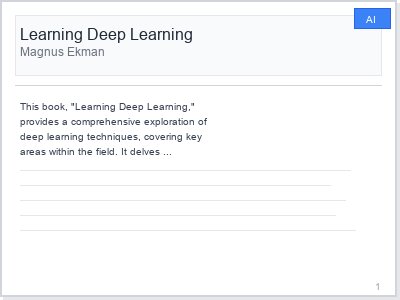 AI
Learning Deep Learning
Magnus Ekman
This book, "Learning Deep Learning,"
provides a comprehensive exploration of
deep learning techniques, covering key
areas within the field. It delves ...
1